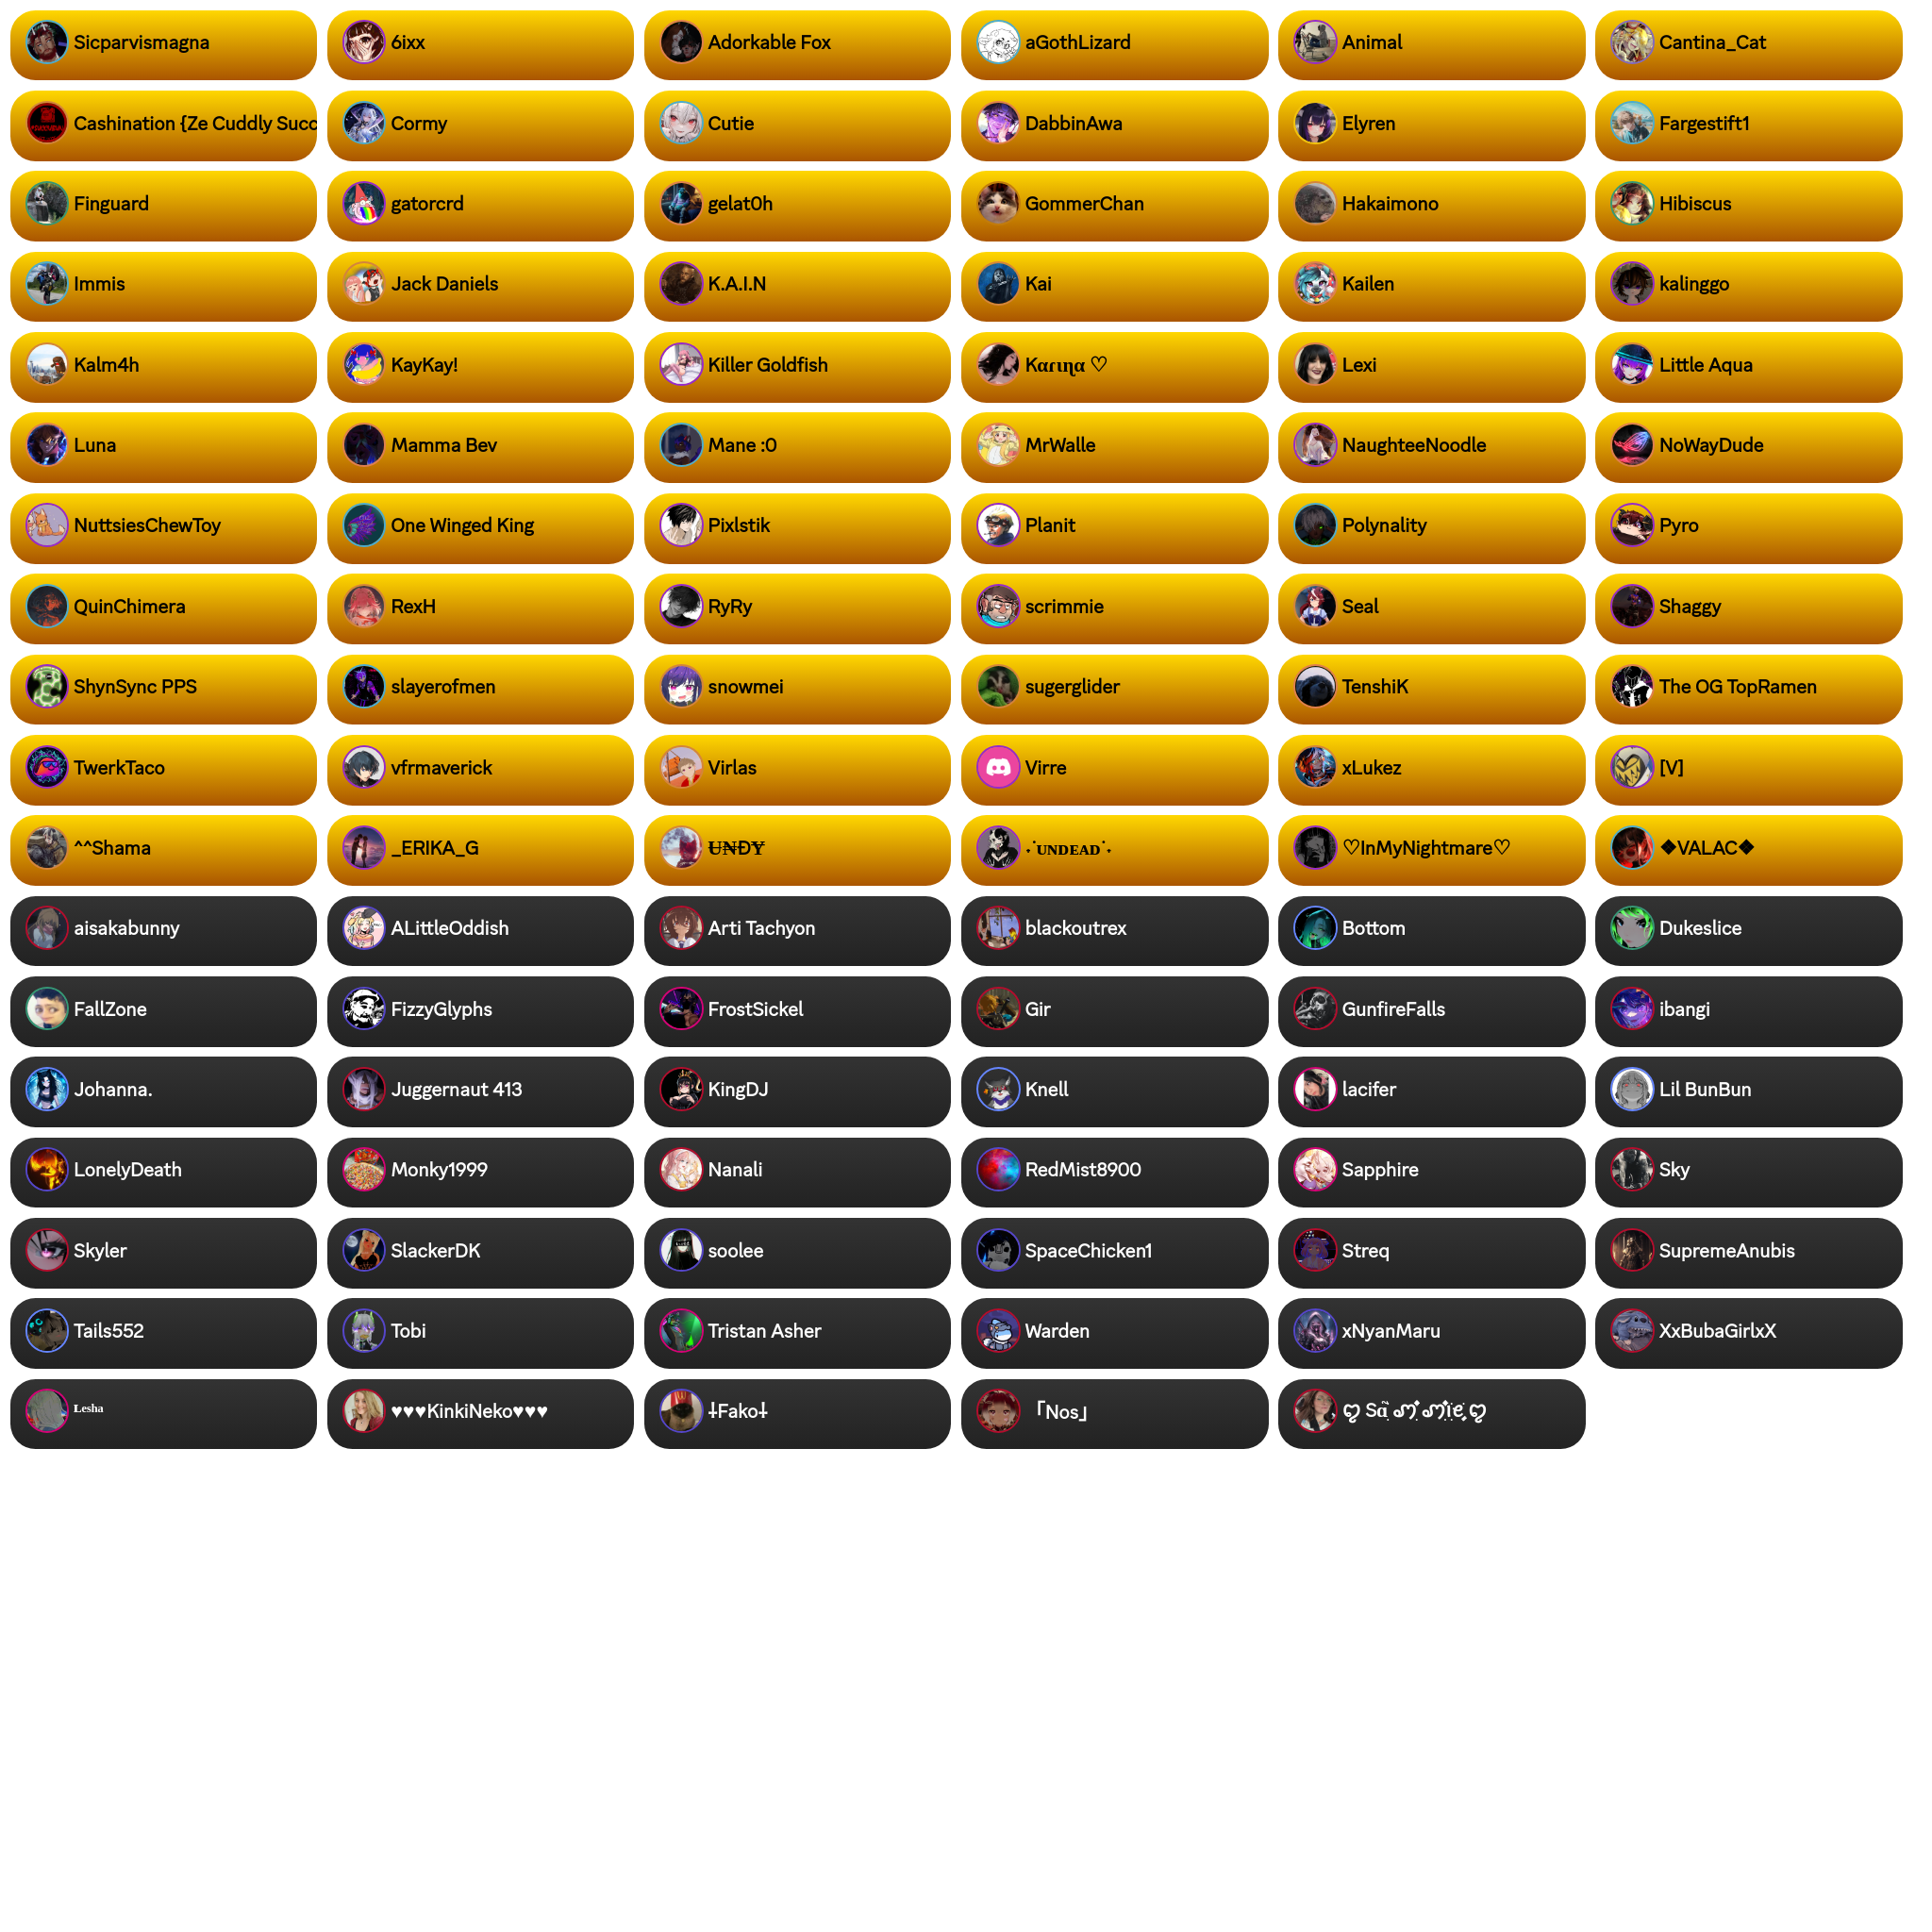 Sicparvismagna
6ixx
Adorkable Fox
aGothLizard
Animal
Cantina_Cat
Cashination {Ze Cuddly Succ
Cormy
Cutie
DabbinAwa
Elyren
Fargestift1
Finguard
gatorcrd
gelat0h
GommerChan
Hakaimono
Hibiscus
Immis
Jack Daniels
K.A.I.N
Kai
Kailen
kalinggo
Kalm4h
KayKay!
Killer Goldfish
Kαɾιɳα ♡
Lexi
Little Aqua
Luna
Mamma Bev
Mane :0
MrWalle
NaughteeNoodle
NoWayDude
NuttsiesChewToy
One Winged King
Pixlstik
Planit
Polynality
Pyro
QuinChimera
RexH
RyRy
scrimmie
Seal
Shaggy
ShynSync PPS
slayerofmen
snowmei
sugerglider
TenshiK
The OG TopRamen
TwerkTaco
vfrmaverick
Virlas
Virre
xLukez
[V]
^^Shama
_ERIKA_G
Ʉ₦ĐɎ
˖˙ᴜɴᴅᴇᴀᴅ˙˖
♡InMyNightmare♡
❖VALAC❖
aisakabunny
ALittleOddish
Arti Tachyon
blackoutrex
Bottom
Dukeslice
FallZone
FizzyGlyphs
FrostSickel
Gir
GunfireFalls
ibangi
Johanna.
Juggernaut 413
KingDJ
Knell
lacifer
Lil BunBun
LonelyDeath
Monky1999
Nanali
RedMist8900
Sapphire
Sky
Skyler
SlackerDK
soolee
SpaceChicken1
Streq
SupremeAnubis
Tails552
Tobi
Tristan Asher
Warden
xNyanMaru
XxBubaGirlxX
ᴸᵉˢʰᵃ
♥♥♥KinkiNeko♥♥♥
⸸Fako⸸
「Nos」